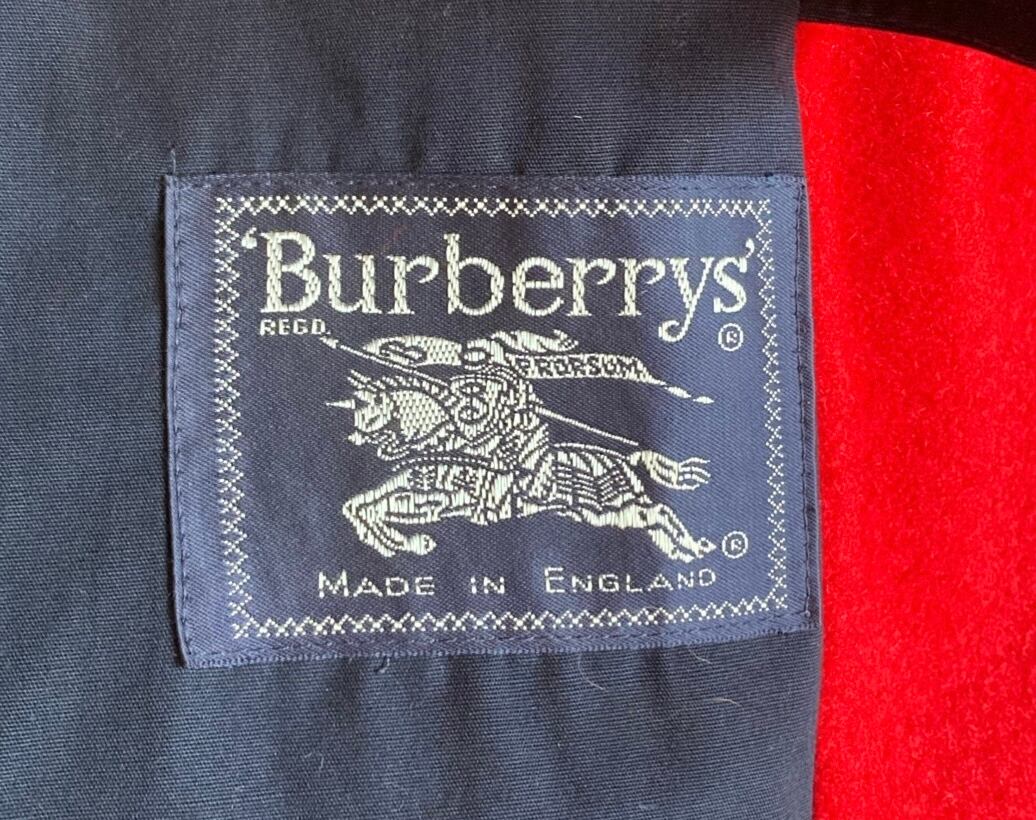 'Burberrys'
REGD.
®
PRORSUM
®
MADE IN ENGLAND